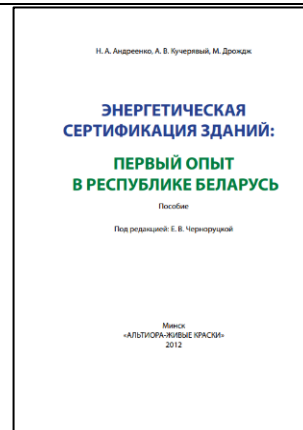 Н. А. Андреенко, А. В. Кучерявый, М. Дрождж
ЭНЕРГЕТИЧЕСКАЯ
СЕРТИФИКАЦИЯ ЗДАНИЙ:
ПЕРВЫЙ ОПЫТ
В РЕСПУБЛИКЕ БЕЛАРУСЬ
Пособие
Под редакцией: Е. В. Черноруцкой
Минск
«АЛЬТИОРА-ЖИВЫЕ КРАСКИ»
2012